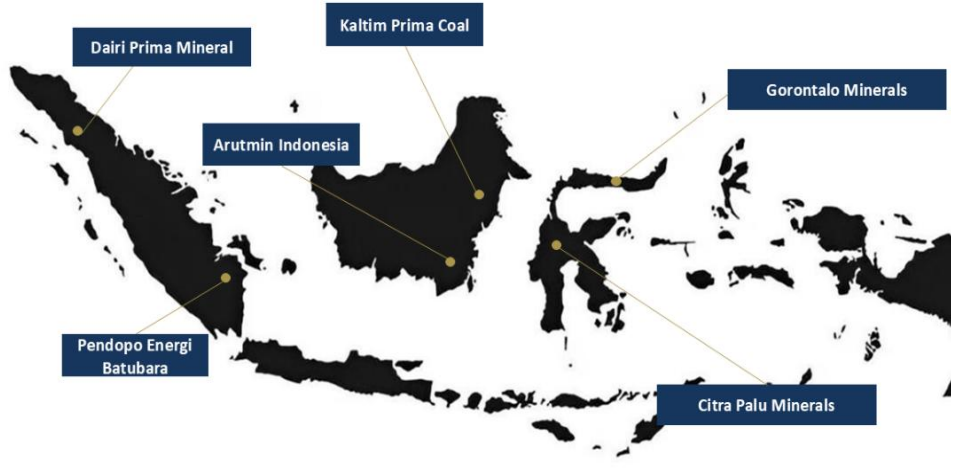 Kaltim Prima Coal
Dairi Prima Mineral
Gorontalo Minerals
Arutmin Indonesia
Pendopo Energi
Batubara
Citra Palu Minerals